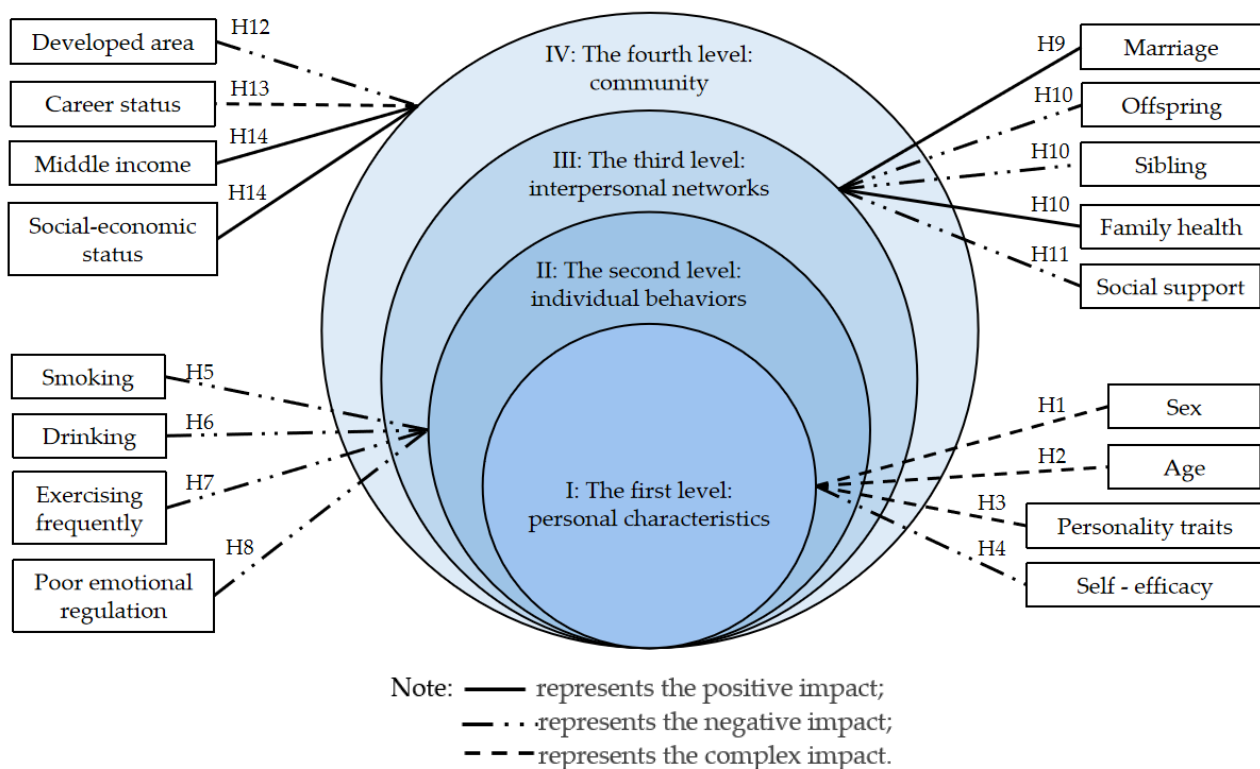 Developed area
H12
Career status
H13
Middle income
H14
Social-economic
status
H14
IV: The fourth level:
community
III: The third level:
interpersonal networks
II: The second level:
individual behaviors
I: The first level:
personal characteristics
H9
Marriage
H10
Offspring
H10
Sibling
H10
Family health
H11
Social support
Smoking
H5
Drinking
H6
Exercising
frequently
H7
Poor emotional
regulation
H8
H1
Sex
H2
Age
H3
Personality traits
H4
Self - efficacy
Note: represents the positive impact;
represents the negative impact;
represents the complex impact.